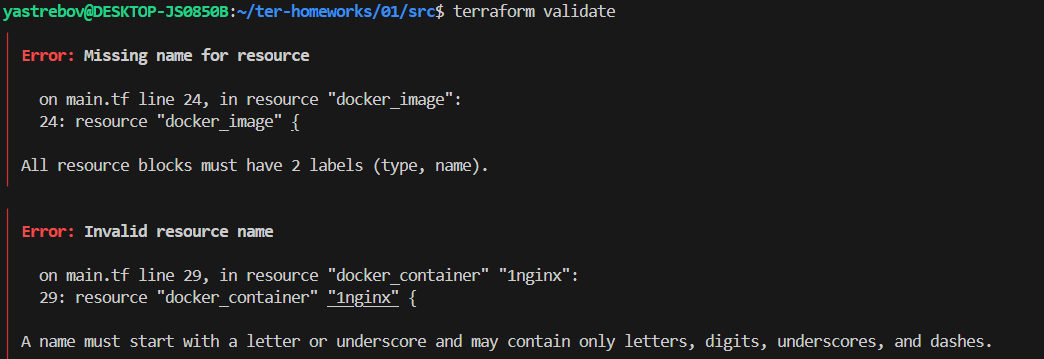 yastrebov@DESKTOP-JS0850B:~/ter-homeworks/01/src$ terraform validate
Error: Missing name for resource
on main.tf line 24, in resource "docker_image":
24: resource "docker_image" {
All resource blocks must have 2 labels (type, name).
Error: Invalid resource name
on main.tf line 29, in resource "docker_container" "1nginx":
29: resource "docker_container" "1nginx" {
A name must start with a letter or underscore and may contain only letters, digits, underscores, and dashes.